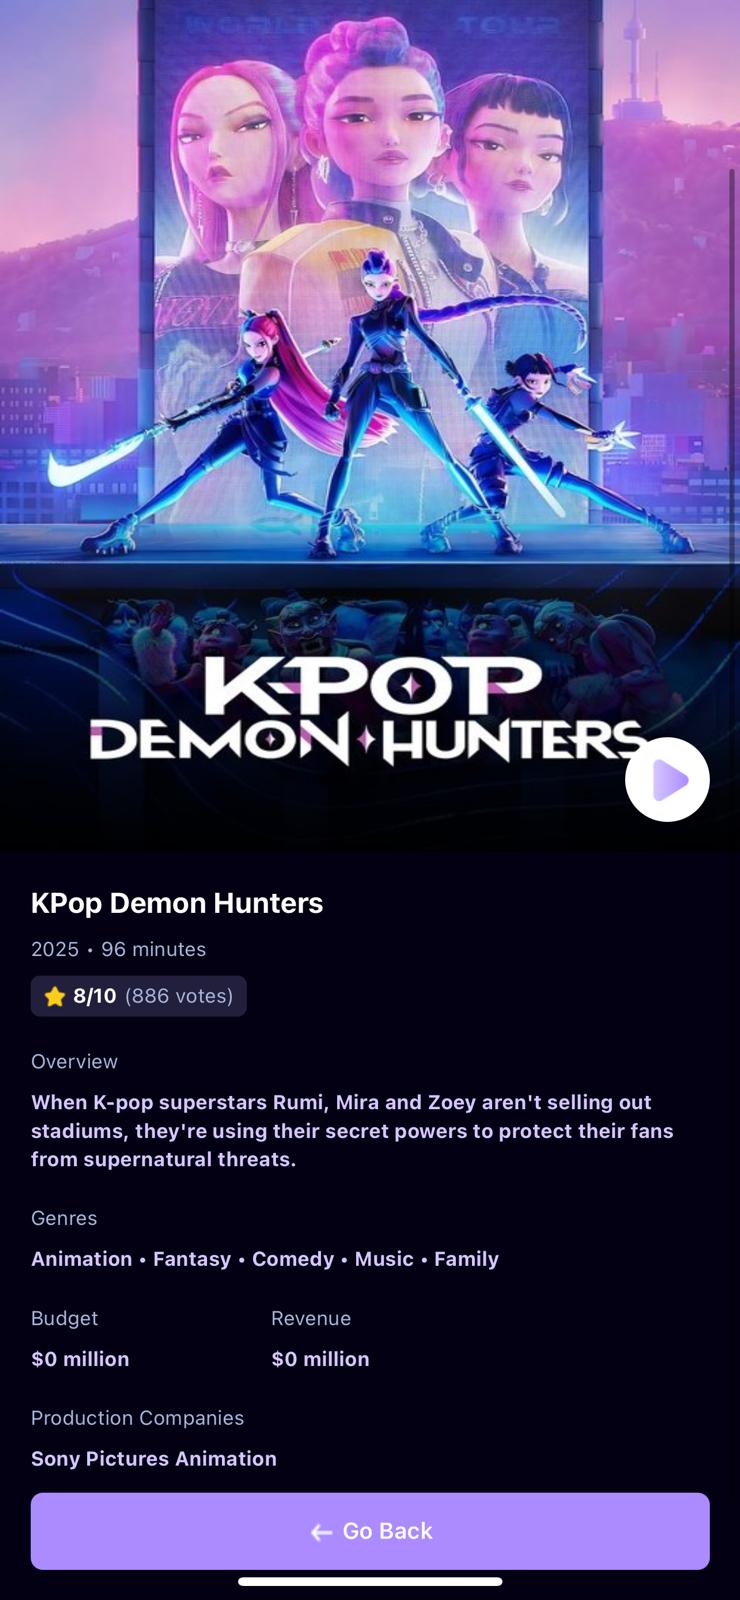 WORLD TOUR
KPOP
DEMON HUNTERS
KPop Demon Hunters
2025 • 96 minutes
8/10 (886 votes)
Overview
When K-pop superstars Rumi, Mira and Zoey aren't selling out
stadiums, they're using their secret powers to protect their fans
from supernatural threats.
Genres
Animation • Fantasy • Comedy • Music • Family
Budget Revenue
$0 million $0 million
Production Companies
Sony Pictures Animation
← Go Back